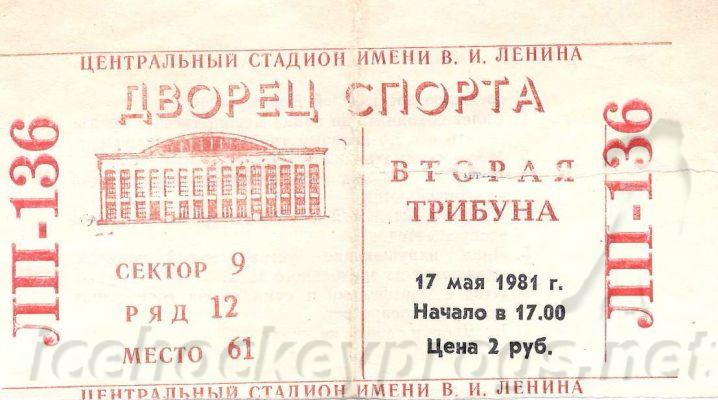 ЦЕНТРАЛЬНЫЙ СТАДИОН ИМЕНИ В. И. ЛЕНИНА
ДВОРЕЦ СПОРТА
ЛП-136
СЕКТОР 9
РЯД 12
МЕСТО 61
ВТОРАЯ
ТРИБУНА
17 мая 1981 г.
Начало в 17.00
Цена 2 руб.
ЛП-136
icehockeyprogs.net
ЦЕНТРАЛЬНЫЙ СТАДИОН ИМЕНИ В. И. ЛЕНИНА